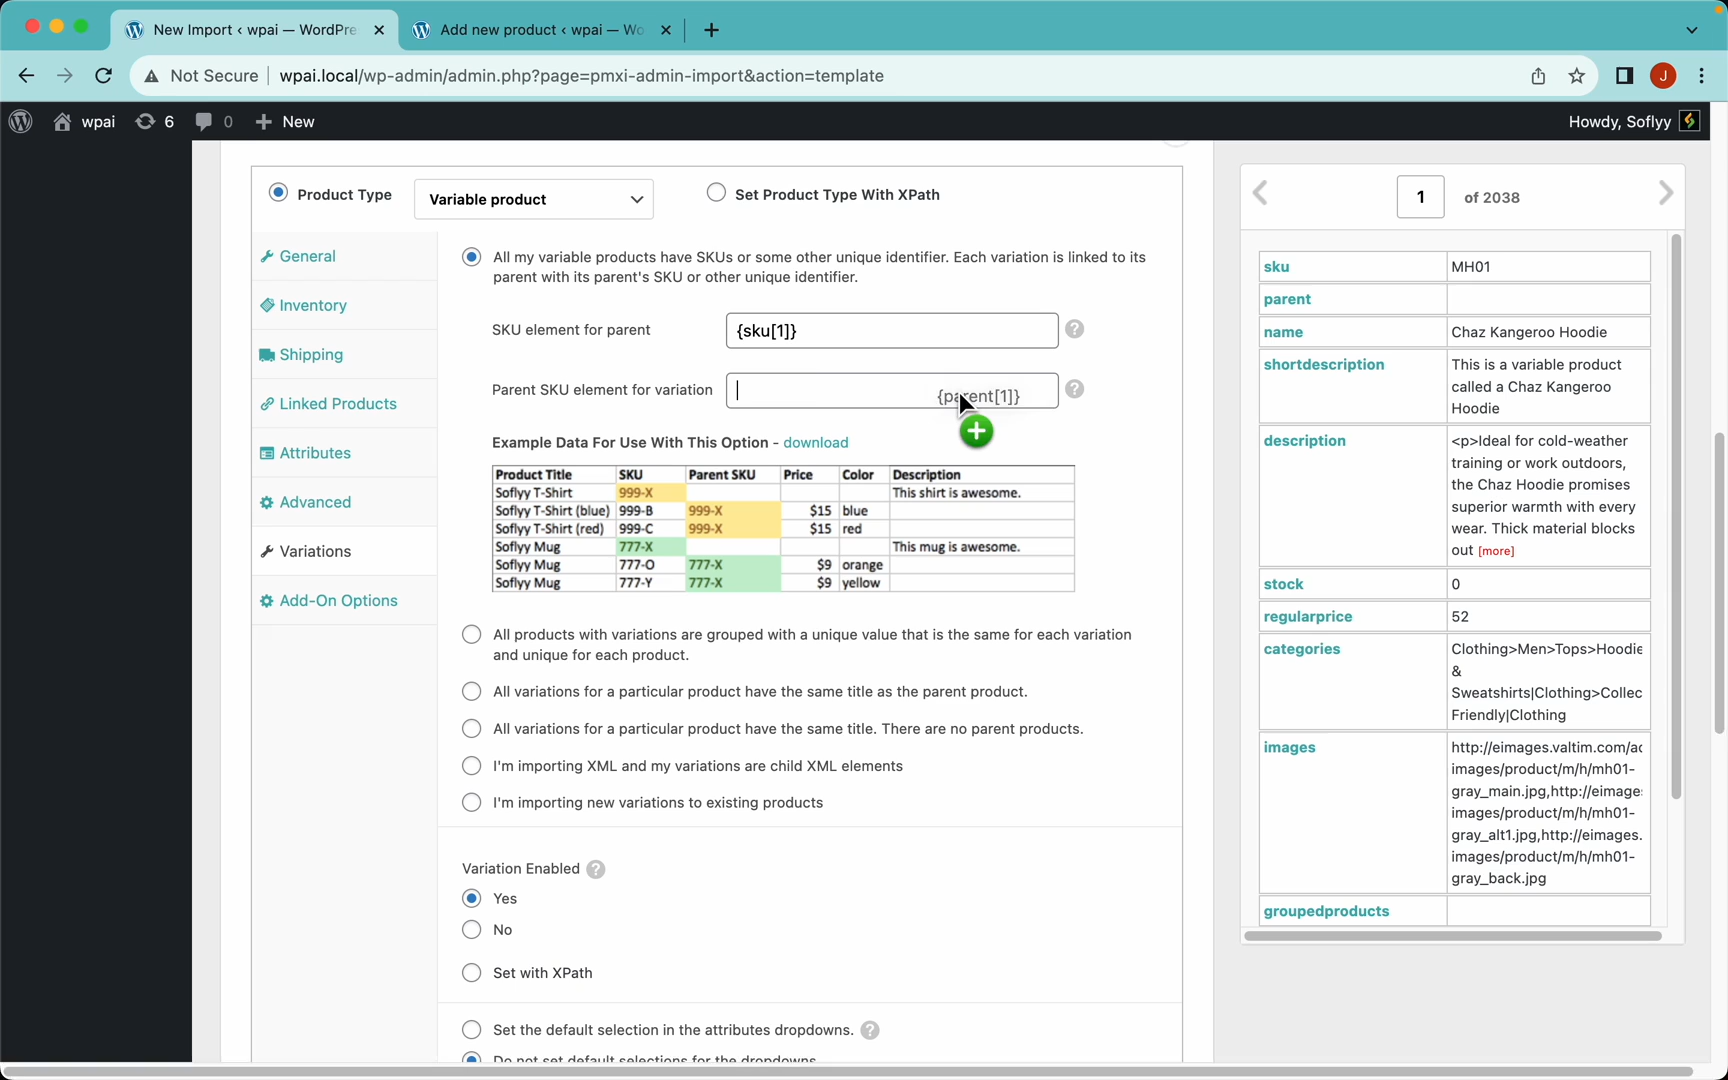 New Import ‹ wpai — WordPre
Add new product ‹ wpai — Wo
Not Secure
wpai.local/wp-admin/admin.php?page=pmxi-admin-import&action=template
J
wpai
6
0
New
Howdy, Soflyy
Product Type
Variable product
Set Product Type With XPath
1
of 2038
General
Inventory
Shipping
Linked Products
Attributes
Advanced
Variations
Add-On Options
All my variable products have SKUs or some other unique identifier. Each variation is linked to its
parent with its parent's SKU or other unique identifier.
SKU element for parent
{sku[1]}
?
Parent SKU element for variation
{parent[1]}
?
Example Data For Use With This Option - download
Product Title SKU Parent SKU Price Color Description
Soflyy T-Shirt 999-X This shirt is awesome.
Soflyy T-Shirt (blue) 999-B 999-X $15 blue
Soflyy T-Shirt (red) 999-C 999-X $15 red
Soflyy Mug 777-X This mug is awesome.
Soflyy Mug 777-O 777-X $9 orange
Soflyy Mug 777-Y 777-X $9 yellow
All products with variations are grouped with a unique value that is the same for each variation
and unique for each product.
All variations for a particular product have the same title as the parent product.
All variations for a particular product have the same title. There are no parent products.
I'm importing XML and my variations are child XML elements
I'm importing new variations to existing products
Variation Enabled ?
Yes
No
Set with XPath
Set the default selection in the attributes dropdowns. ?
Do not set default selections for the dropdowns
sku MH01
parent
name Chaz Kangeroo Hoodie
shortdescription This is a variable product
called a Chaz Kangeroo
Hoodie
description <p>Ideal for cold-weather
training or work outdoors,
the Chaz Hoodie promises
superior warmth with every
wear. Thick material blocks
out [more]
stock 0
regularprice 52
categories Clothing>Men>Tops>Hoodie
&
Sweatshirts|Clothing>Collec
Friendly|Clothing
images http://eimages.valtim.com/ac
images/product/m/h/mh01-
gray_main.jpg,http://eimage
images/product/m/h/mh01-
gray_alt1.jpg,http://eimages.
images/product/m/h/mh01-
gray_back.jpg
groupedproducts